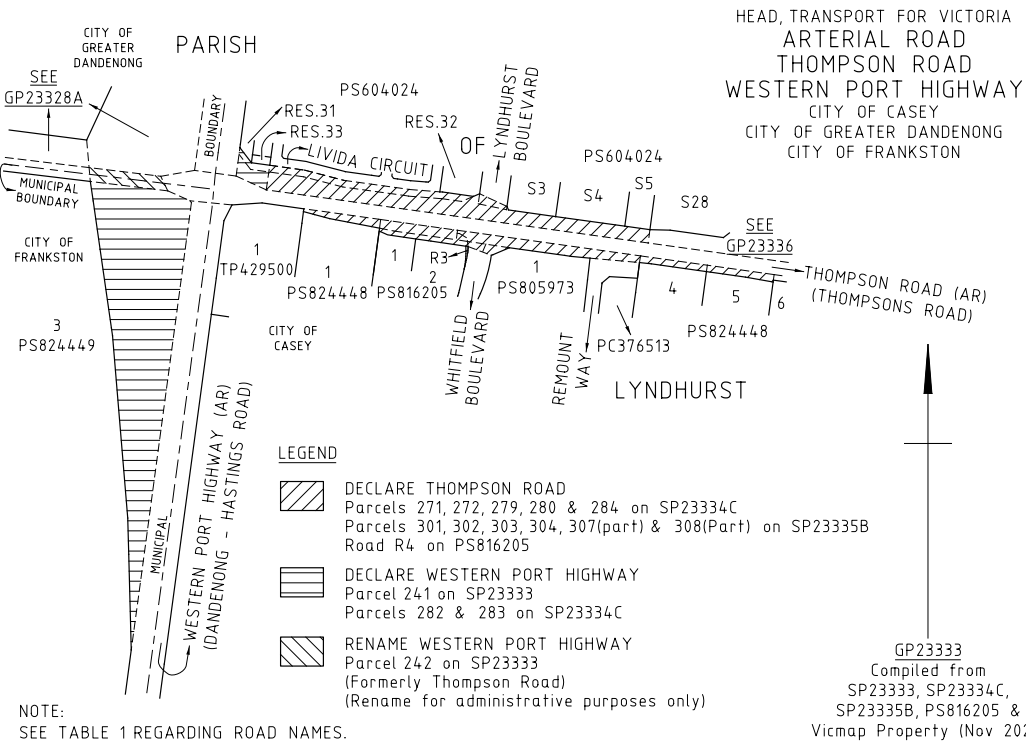 HEAD, TRANSPORT FOR VICTORIA
ARTERIAL ROAD
THOMPSON ROAD
WESTERN PORT HIGHWAY
CITY OF CASEY
CITY OF GREATER DANDENONG
CITY OF FRANKSTON
CITY OF
GREATER
DANDENONG
PARISH
SEE
GP23328A
BOUNDARY
PS604024
RES.31
RES.33
LIVIDA CIRCUIT
RES.32
OF
LYNDHURST
BOULEVARD
PS604024
S3
S4
S5
S28
SEE
GP23336
MUNICIPAL
BOUNDARY
CITY OF
FRANKSTON
3
PS824449
1
TP429500
1
PS824448
1
2
PS816205
R3
1
PS805973
4
5
6
PS824448
THOMPSON ROAD (AR)
(THOMPSONS ROAD)
CITY OF
CASEY
WHITFIELD
BOULEVARD
REMOUNT
WAY
PC376513
LYNDHURST
MUNICIPAL
WESTERN PORT HIGHWAY (AR)
(DANDENONG - HASTINGS ROAD)
LEGEND
DECLARE THOMPSON ROAD
Parcels 271, 272, 279, 280 & 284 on SP23334C
Parcels 301, 302, 303, 304, 307(part) & 308(Part) on SP23335B
Road R4 on PS816205
DECLARE WESTERN PORT HIGHWAY
Parcel 241 on SP23333
Parcels 282 & 283 on SP23334C
RENAME WESTERN PORT HIGHWAY
Parcel 242 on SP23333
(Formerly Thompson Road)
(Rename for administrative purposes only)
GP23333
Compiled from
SP23333, SP23334C,
SP23335B, PS816205 &
Vicmap Property (Nov 202
NOTE:
SEE TABLE 1 REGARDING ROAD NAMES.